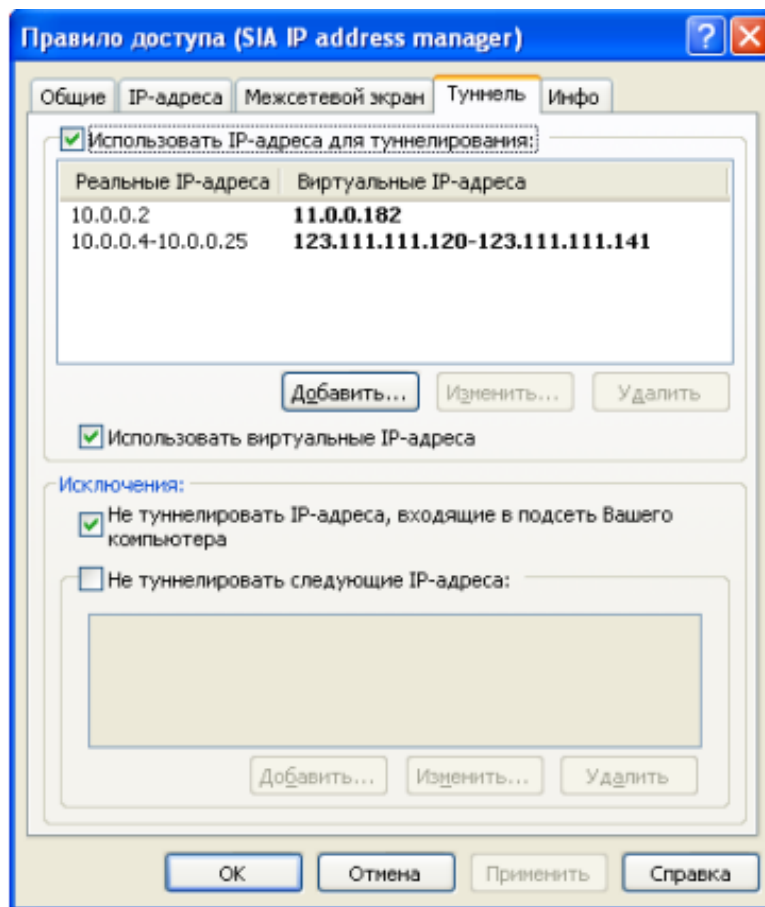 Правило доступа (SIA IP address manager)
Общие IP-адреса Межсетевой экран Туннель Инфо
Использовать IP-адреса для туннелирования:
Реальные IP-адреса Виртуальные IP-адреса
10.0.0.2 11.0.0.182
10.0.0.4-10.0.0.25 123.111.111.120-123.111.111.141
Добавить... Изменить... Удалить
Использовать виртуальные IP-адреса
Исключения:
Не туннелировать IP-адреса, входящие в подсеть Вашего
компьютера
Не туннелировать следующие IP-адреса:
Добавить... Изменить... Удалить
OK Отмена Применить Справка